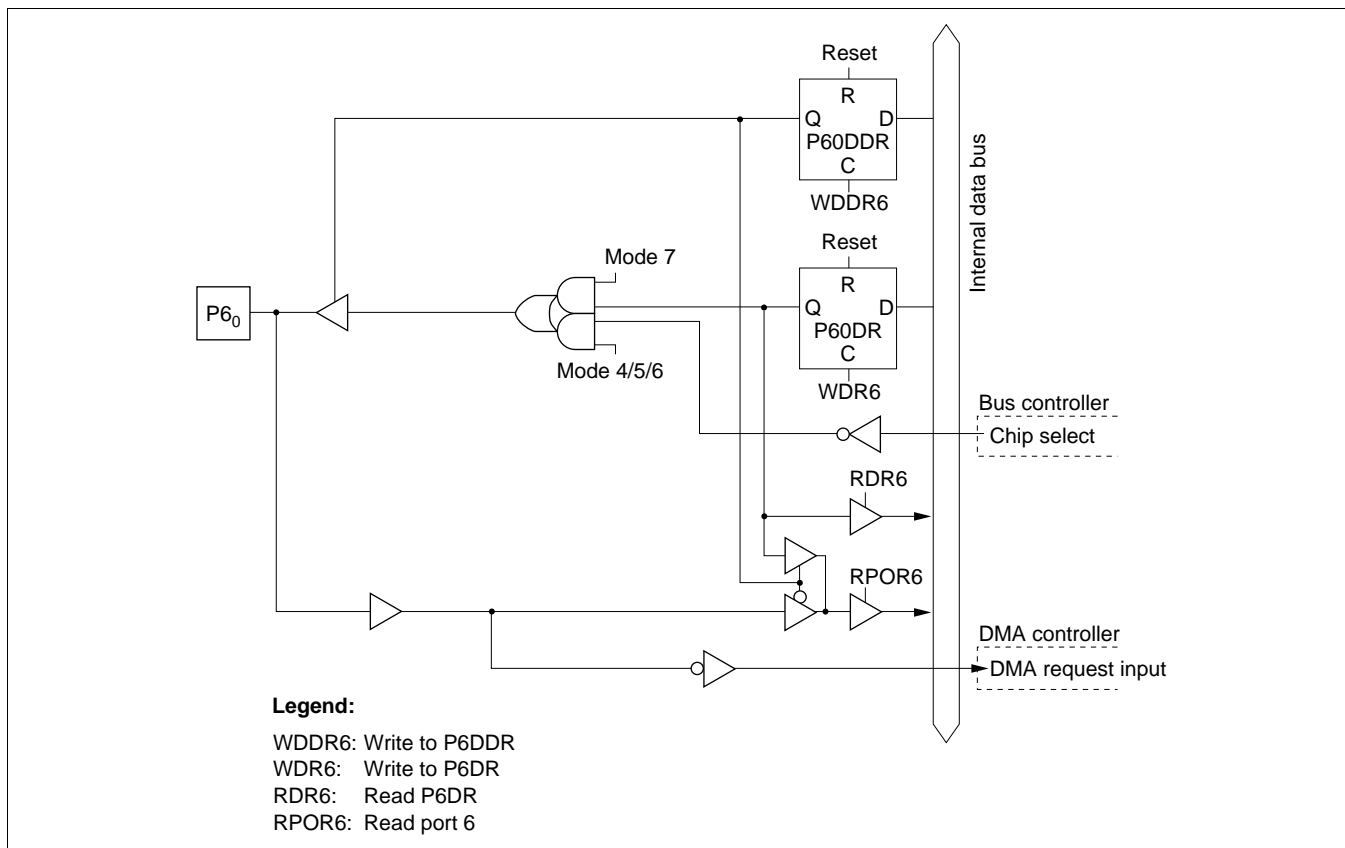 Reset
R
Q D
P60DDR
C
WDDR6
Reset
R
Q D
P60DR
C
WDR6
Internal data bus
Mode 7
P6₀
Mode 4/5/6
Bus controller
Chip select
RDR6
RPOR6
DMA controller
DMA request input
Legend:
WDDR6: Write to P6DDR
WDR6: Write to P6DR
RDR6: Read P6DR
RPOR6: Read port 6